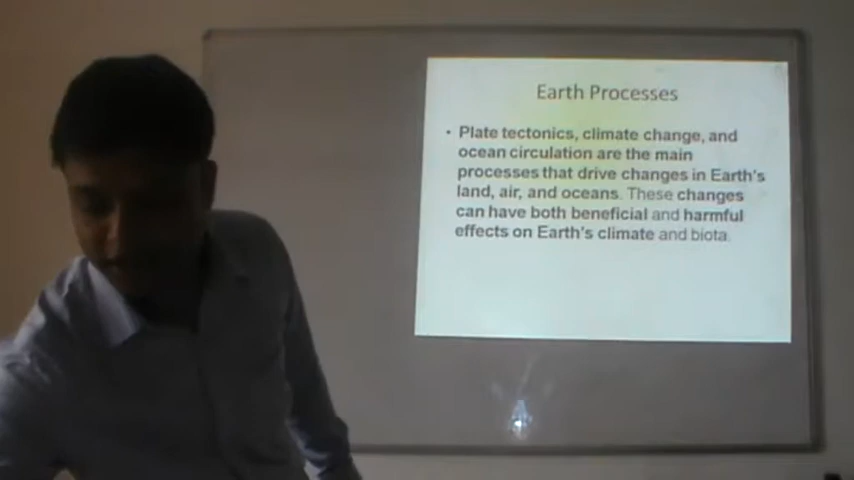 Earth Processes
• Plate tectonics, climate change, and
ocean circulation are the main
processes that drive changes in Earth's
land, air, and oceans. These changes
can have both beneficial and harmful
effects on Earth's climate and biota.